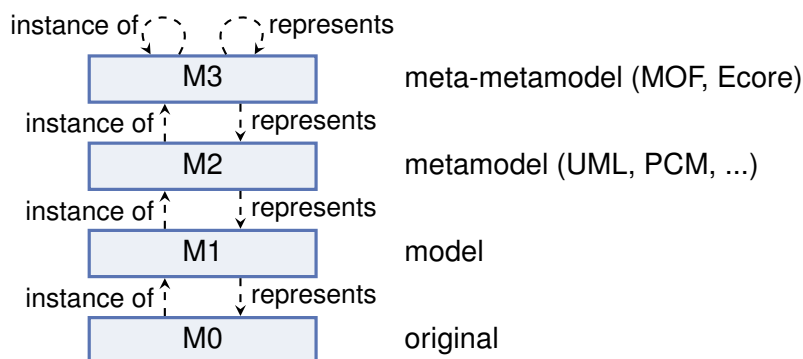 instance of represents
M3 meta-metamodel (MOF, Ecore)
instance of represents
M2 metamodel (UML, PCM, ...)
instance of represents
M1 model
instance of represents
M0 original